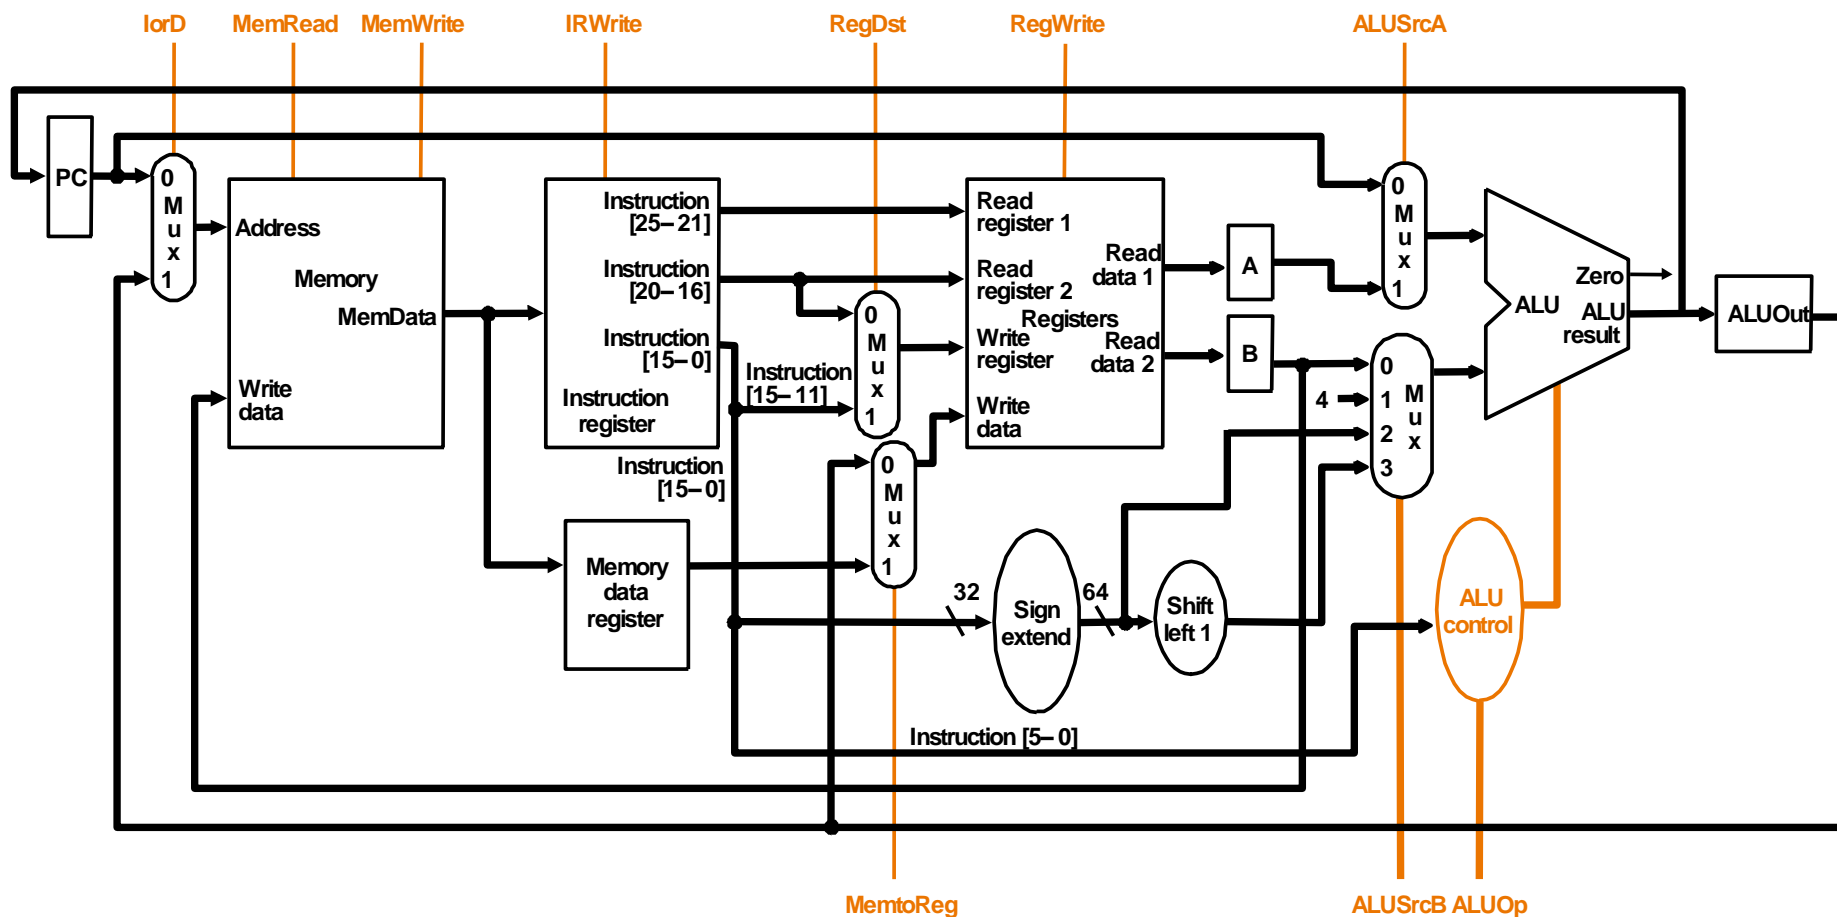 IorD
MemRead
MemWrite
IRWrite
RegDst
RegWrite
ALUSrcA
PC
0
M
u
x
1
Address
Memory
MemData
Write
data
Instruction
[25–21]
Instruction
[20–16]
Instruction
[15–0]
Instruction
register
Instruction
[15–0]
Instruction
[15–11]
Memory
data
register
0
M
u
x
1
0
M
u
x
1
Read
register 1
Read
register 2
Registers
Write
register
Write
data
Read
data 1
Read
data 2
A
B
4
0
M
u
x
1
0
1
2
3
M
u
x
Zero
ALU
ALU
result
ALUOut
32
Sign
extend
64
Shift
left 1
ALU
control
Instruction [5–0]
MemtoReg
ALUSrcB
ALUOp